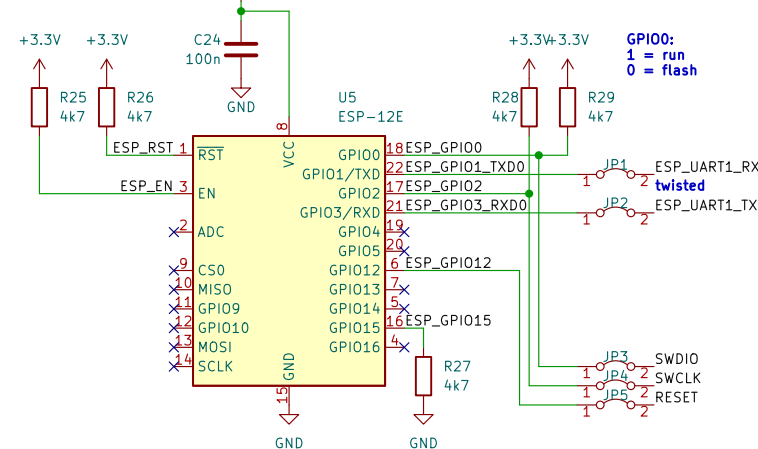 +3.3V
+3.3V
C24
100n
GND
+3.3V
+3.3V
GPIO0:
1 = run
0 = flash
R25
4k7
R26
4k7
U5
ESP-12E
R28
4k7
R29
4k7
8
VCC
ESP_RST
1
RST
GPIO0
18
ESP_GPIO0
GPIO1/TXD
22
ESP_GPIO1_TXD0
1
JP1
2
ESP_UART1_RX
ESP_EN
3
EN
GPIO2
17
ESP_GPIO2
twisted
GPIO3/RXD
21
ESP_GPIO3_RXD0
1
JP2
2
ESP_UART1_TX
2
ADC
GPIO4
19
GPIO5
20
9
CS0
GPIO12
6
ESP_GPIO12
10
MISO
GPIO13
7
11
GPIO9
GPIO14
5
12
GPIO10
GPIO15
16
ESP_GPIO15
13
MOSI
GPIO16
4
14
SCLK
GND
15
GND
R27
4k7
GND
1
JP3
2
SWDIO
1
JP4
2
SWCLK
1
JP5
2
RESET